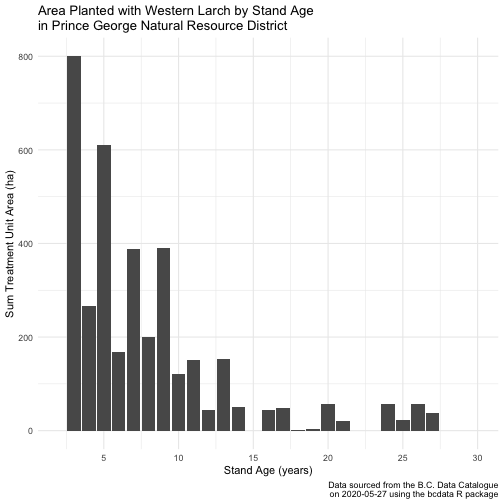 Area Planted with Western Larch by Stand Age
in Prince George Natural Resource District
Sum Treatment Unit Area (ha)
800
600
400
200
0
5 10 15 20 25 30
Stand Age (years)
Data sourced from the B.C. Data Catalogue
on 2020-05-27 using the bcdata R package